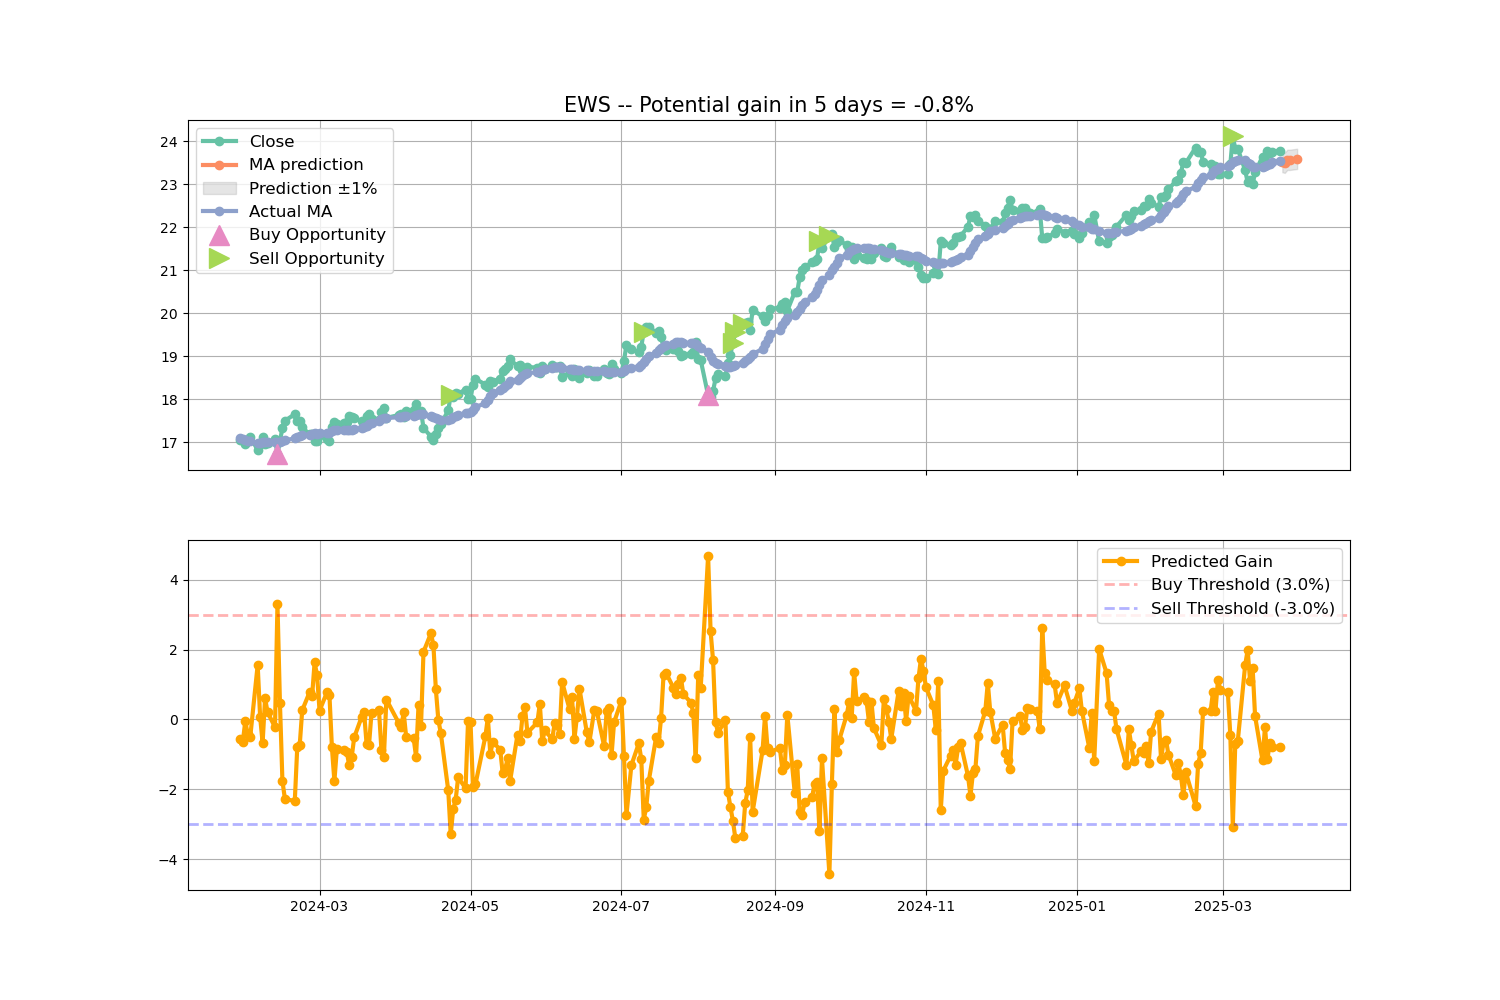 EWS -- Potential gain in 5 days = -0.8%
Close
MA prediction
Prediction ±1%
Actual MA
Buy Opportunity
Sell Opportunity
24
23
22
21
20
19
18
17
Predicted Gain
Buy Threshold (3.0%)
Sell Threshold (-3.0%)
4
2
0
−2
−4
2024-03
2024-05
2024-07
2024-09
2024-11
2025-01
2025-03